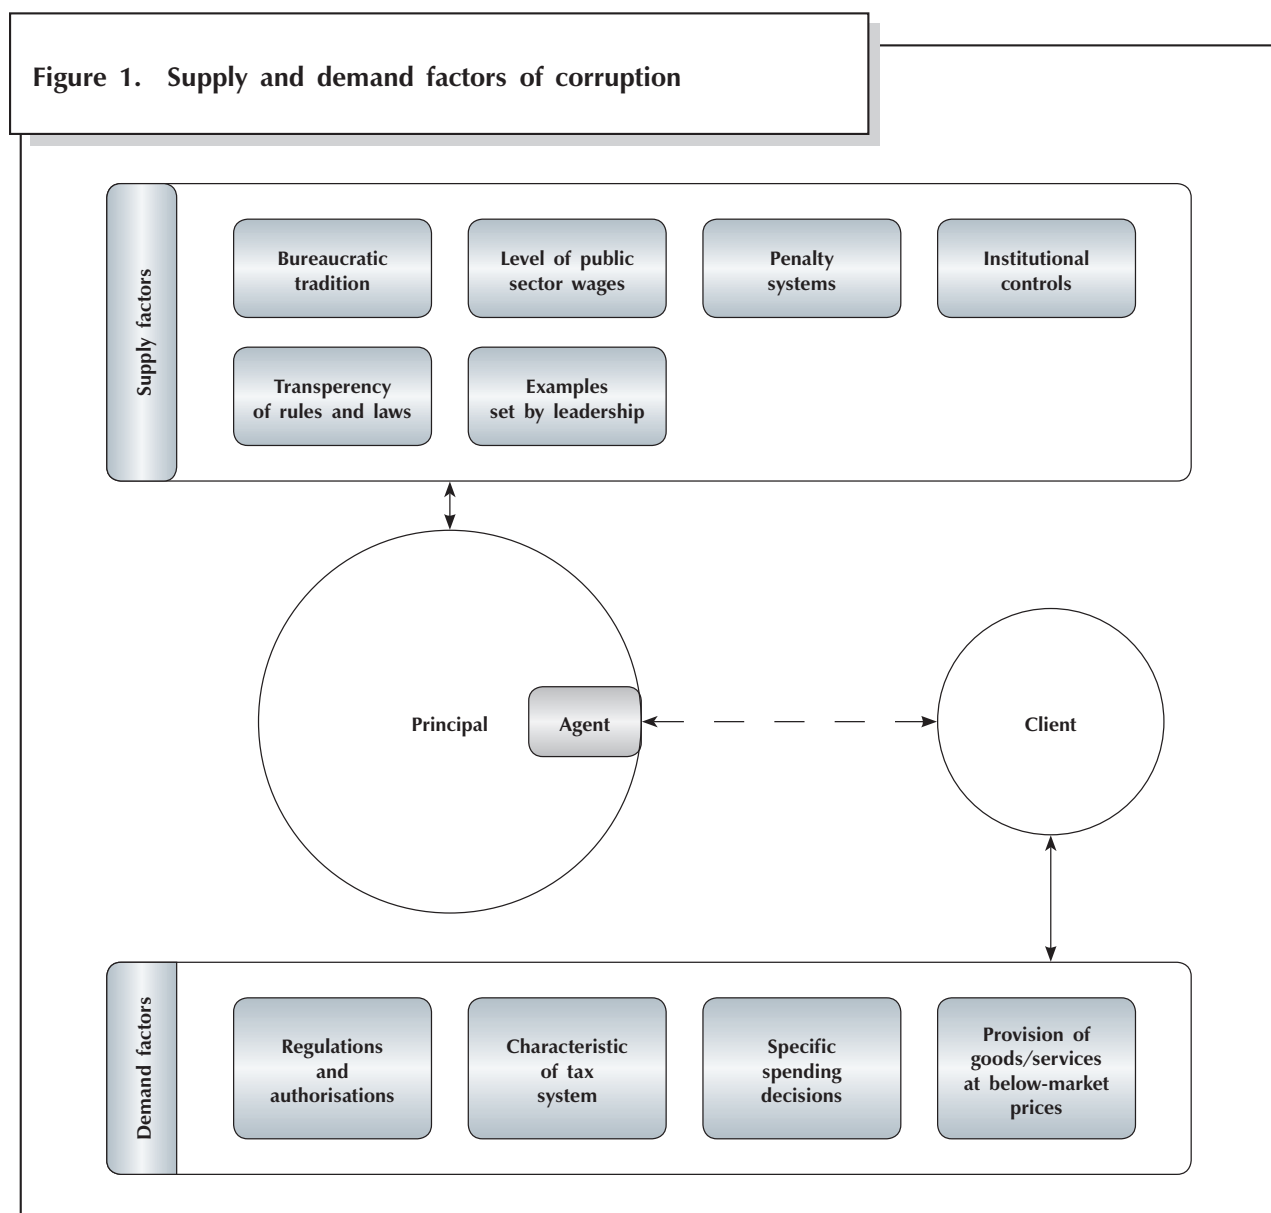 Figure 1. Supply and demand factors of corruption
Supply factors
Bureaucratic
tradition
Level of public
sector wages
Penalty
systems
Institutional
controls
Transperency
of rules and laws
Examples
set by leadership
Principal
Agent
Client
Demand factors
Regulations
and
authorisations
Characteristic
of tax
system
Specific
spending
decisions
Provision of
goods/services
at below-market
prices